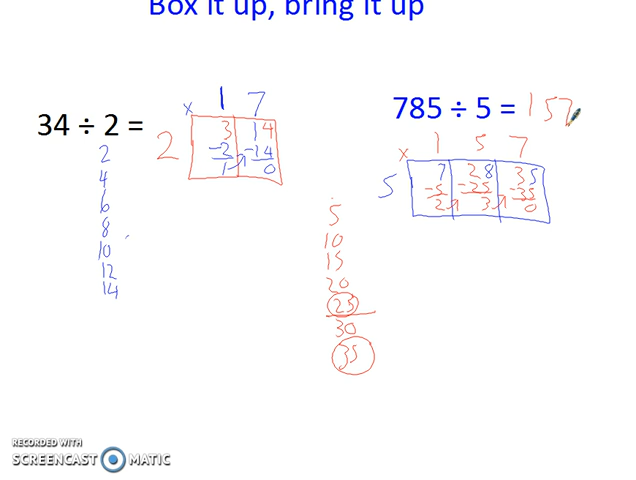 Box it up, bring it up
34 ÷ 2 =
2
4
6
8
10
12
14
x 1 7
2 3 14
-2 -14
1 0
785 ÷ 5 = 157
x 1 5 7
5 7 28 35
-5 -25 -35
2 3 0
5
10
15
20
25
30
35
RECORDED WITH
SCREENCAST MATIC